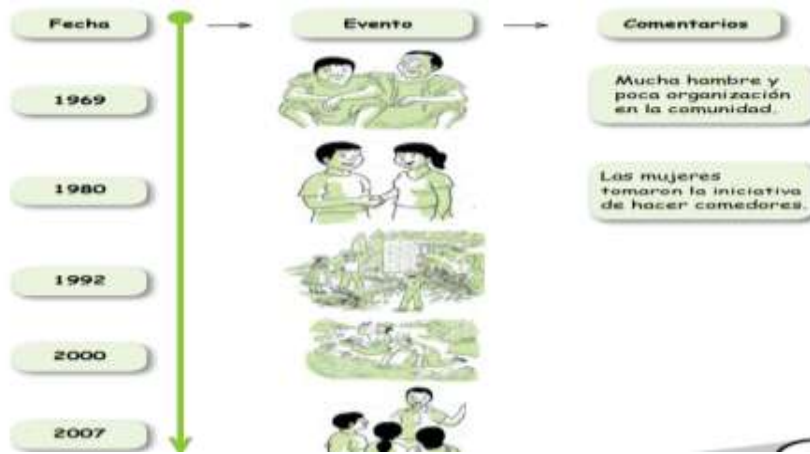 Fecha
Evento
Comentarios
1969
Mucha hambre y
poca organización
en la comunidad.
1980
Las mujeres
tomaron la iniciativa
de hacer comedores.
1992
2000
2007